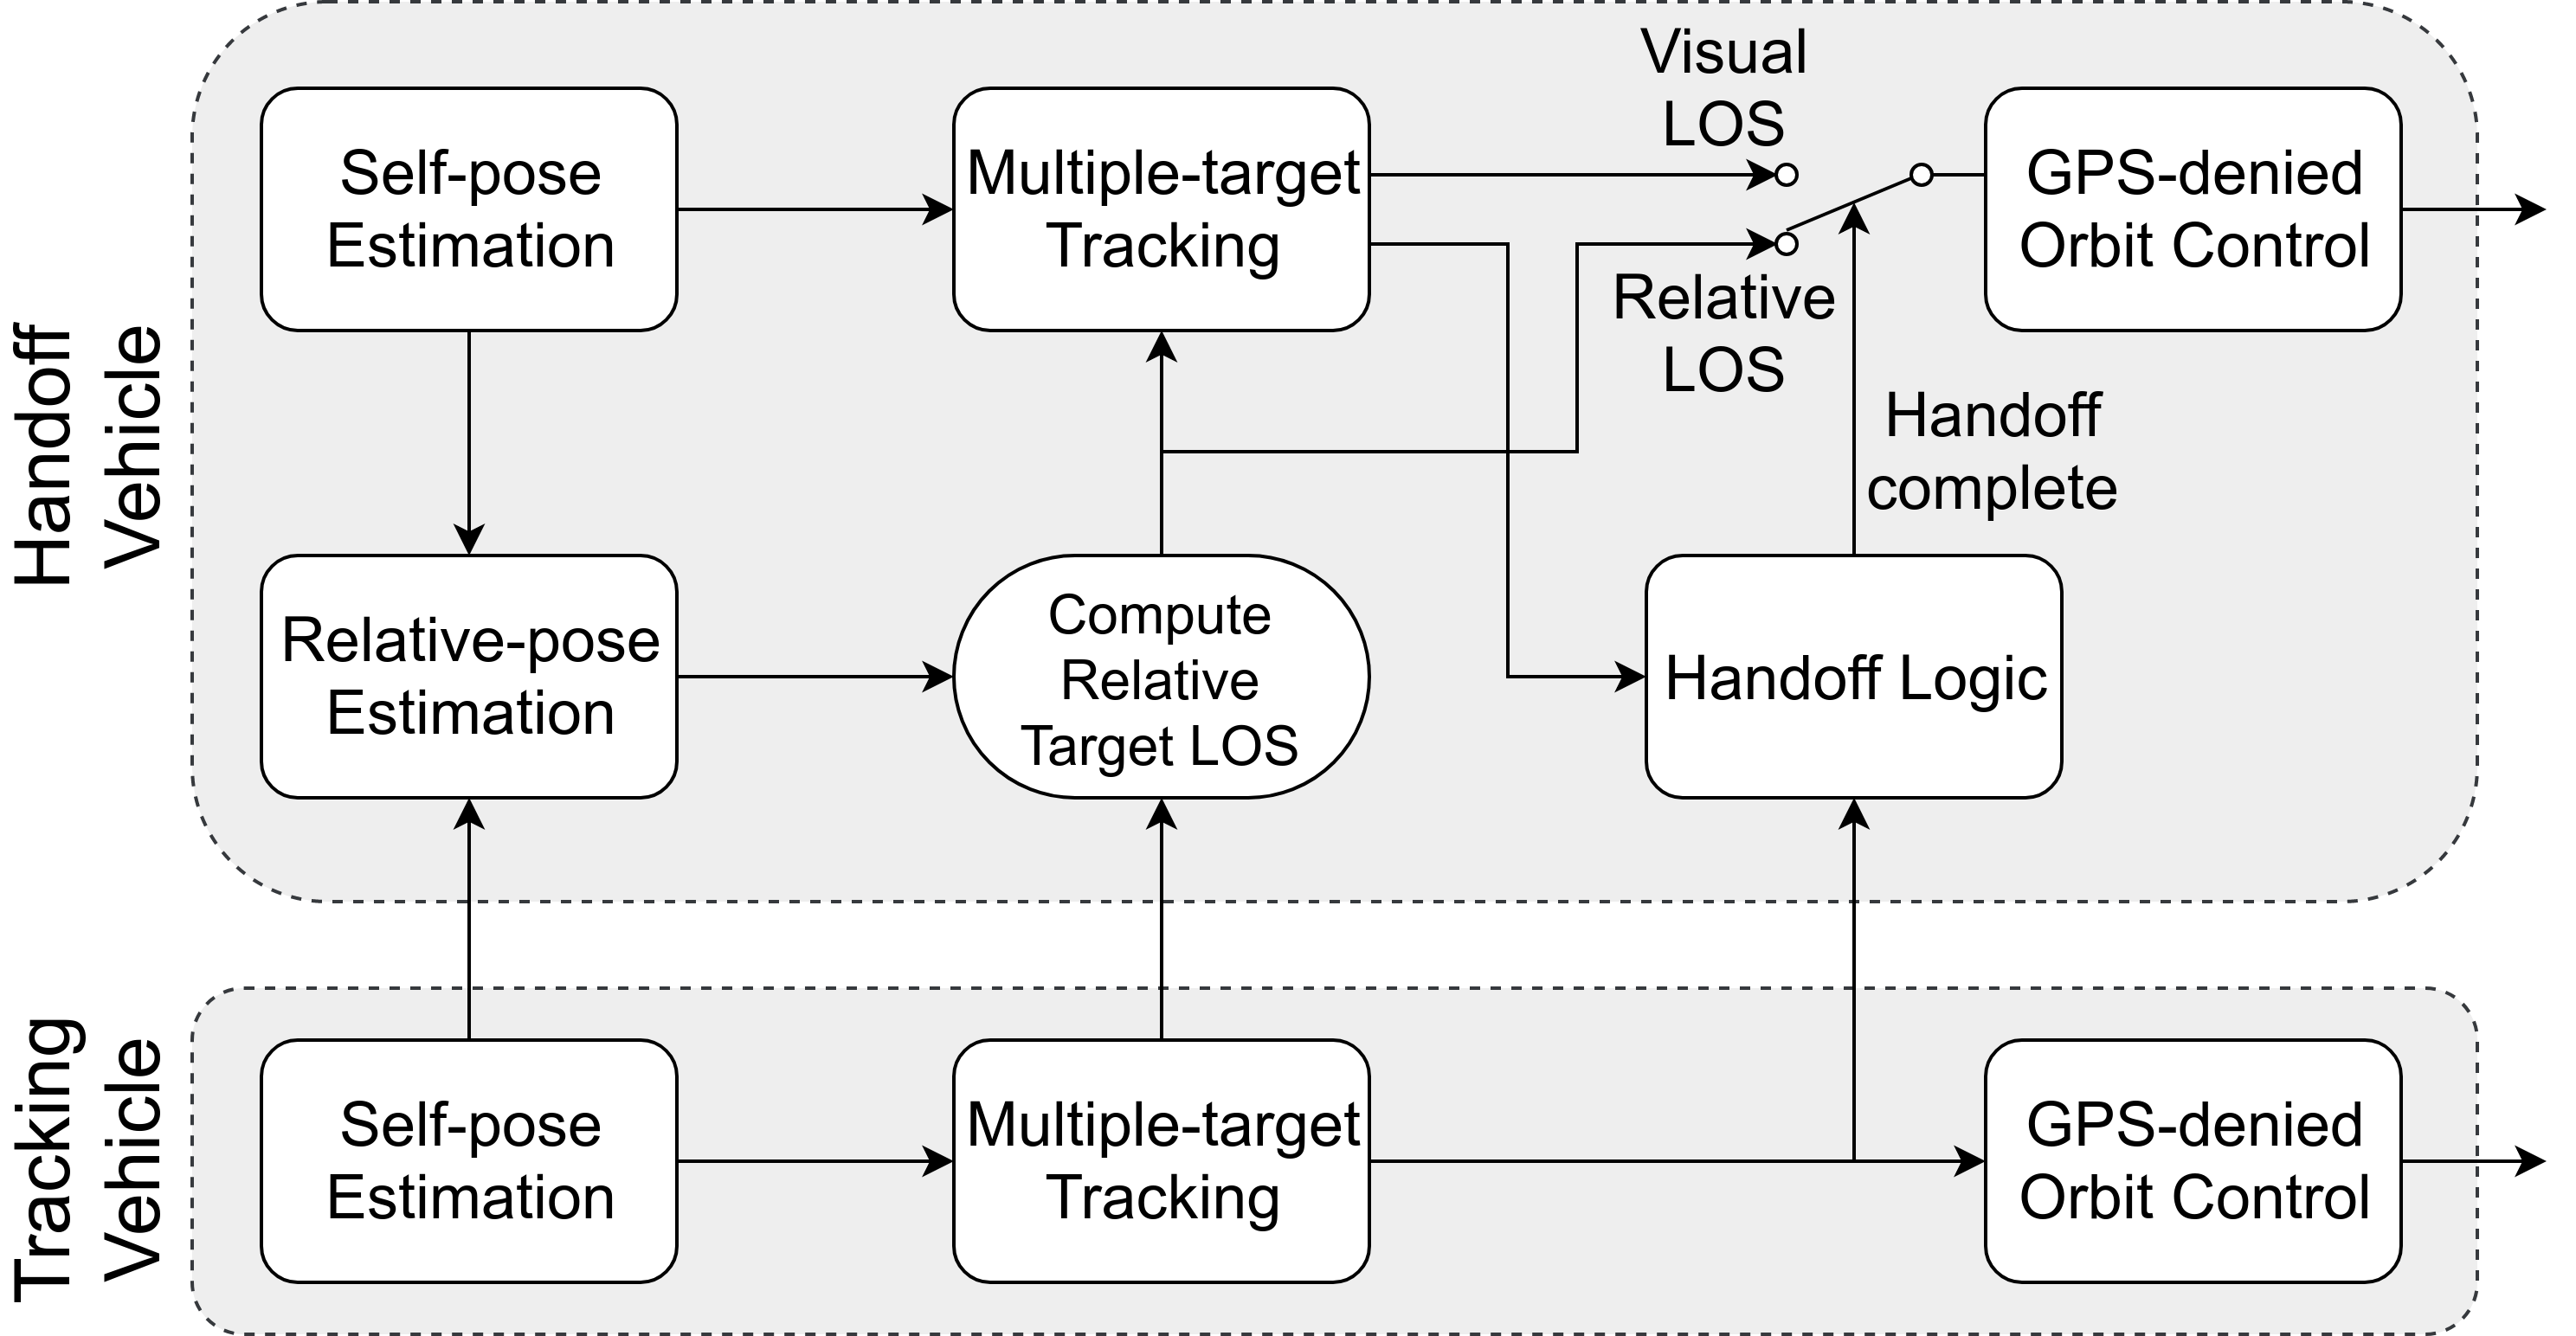 Handoff
Vehicle
Self-pose
Estimation
Multiple-target
Tracking
Visual
LOS
Relative
LOS
GPS-denied
Orbit Control
Handoff
complete
Relative-pose
Estimation
Compute
Relative
Target LOS
Handoff Logic
Tracking
Vehicle
Self-pose
Estimation
Multiple-target
Tracking
GPS-denied
Orbit Control